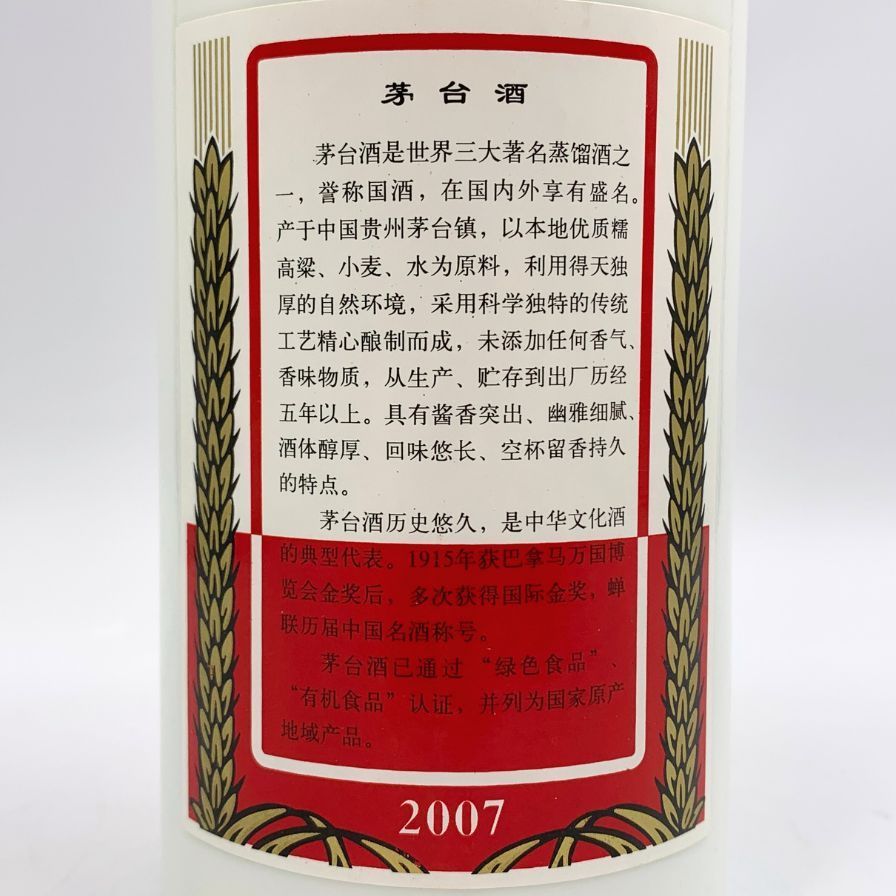 茅台酒
茅台酒是世界三大著名蒸馏酒之
一，誉称国酒，在国内外享有盛名。
产于中国贵州茅台镇，以本地优质糯
高粱、小麦、水为原料，利用得天独
厚的自然环境，采用科学独特的传统
工艺精心酿制而成，未添加任何香气、
香味物质，从生产、贮存到出厂历经
五年以上。具有酱香突出、幽雅细腻、
酒体醇厚、回味悠长、空杯留香持久
的特点。
茅台酒历史悠久，是中华文化酒
的典型代表。1915年获巴拿马万国博
览会金奖后，多次获得国际金奖，蝉
联历届中国名酒称号。
茅台酒已通过“绿色食品”、
“有机食品”认证，并列为国家原产
地域产品。
2007